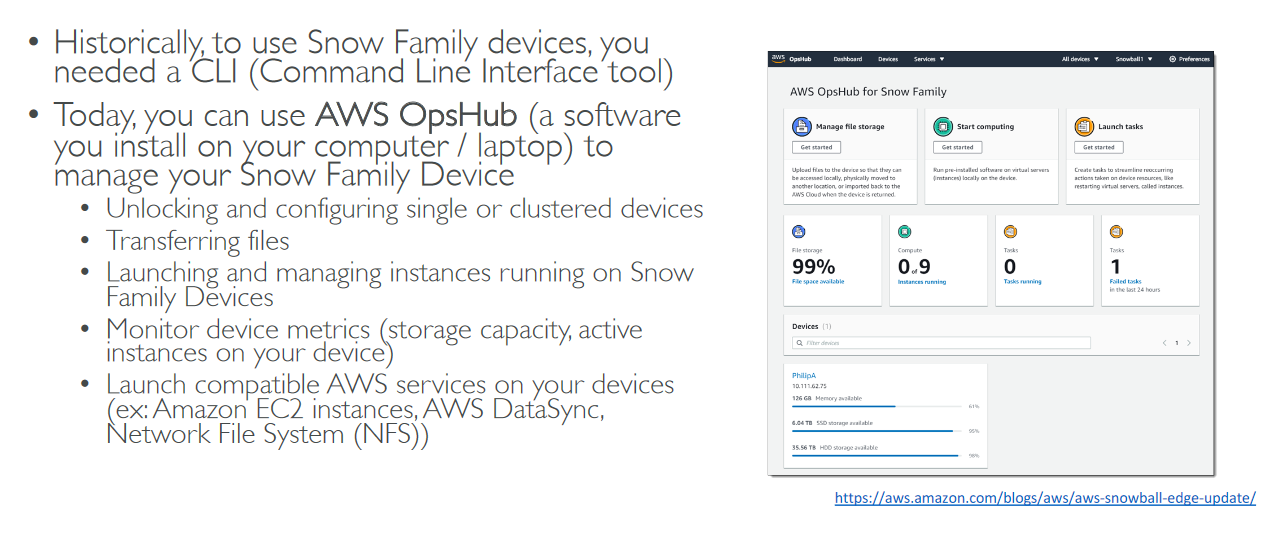 • Historically, to use Snow Family devices, you
needed a CLI (Command Line Interface tool)
• Today, you can use AWS OpsHub (a software
you install on your computer / laptop) to
manage your Snow Family Device
• Unlocking and configuring single or clustered devices
• Transferring files
• Launching and managing instances running on Snow
Family Devices
• Monitor device metrics (storage capacity, active
instances on your device)
• Launch compatible AWS services on your devices
(ex: Amazon EC2 instances, AWS DataSync,
Network File System (NFS))
aws OpsHub Dashboard Devices Services ▼ All devices ▼ Snowball1 ▼ Preferences
AWS OpsHub for Snow Family
Manage file storage
Get started
Upload files to the device so that they can
be accessed locally, physically moved to
another location, or imported back to the
AWS Cloud when the device is returned.
Start computing
Get started
Run pre-installed software on virtual servers
(instances) locally on the device.
Launch tasks
Get started
Create tasks to streamline reoccurring
actions taken on device resources, like
restarting virtual servers, called instances.
File storage
99%
File space available
Compute
0 of 9
Instances running
Tasks
0
Tasks running
Tasks
1
Failed tasks
in the last 24 hours
Devices (1)
Filter devices
< 1 >
PhilipA
10.111.62.75
126 GB Memory available
61%
6.04 TB SSD storage available
95%
35.56 TB HDD storage available
98%
https://aws.amazon.com/blogs/aws/aws-snowball-edge-update/